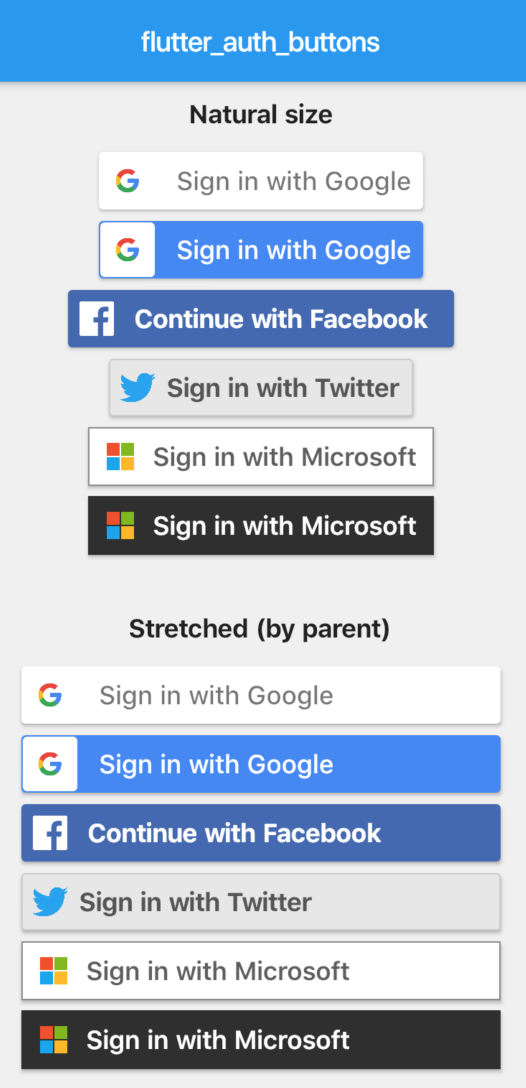 flutter_auth_buttons
Natural size
Sign in with Google
Sign in with Google
Continue with Facebook
Sign in with Twitter
Sign in with Microsoft
Sign in with Microsoft
Stretched (by parent)
Sign in with Google
Sign in with Google
Continue with Facebook
Sign in with Twitter
Sign in with Microsoft
Sign in with Microsoft